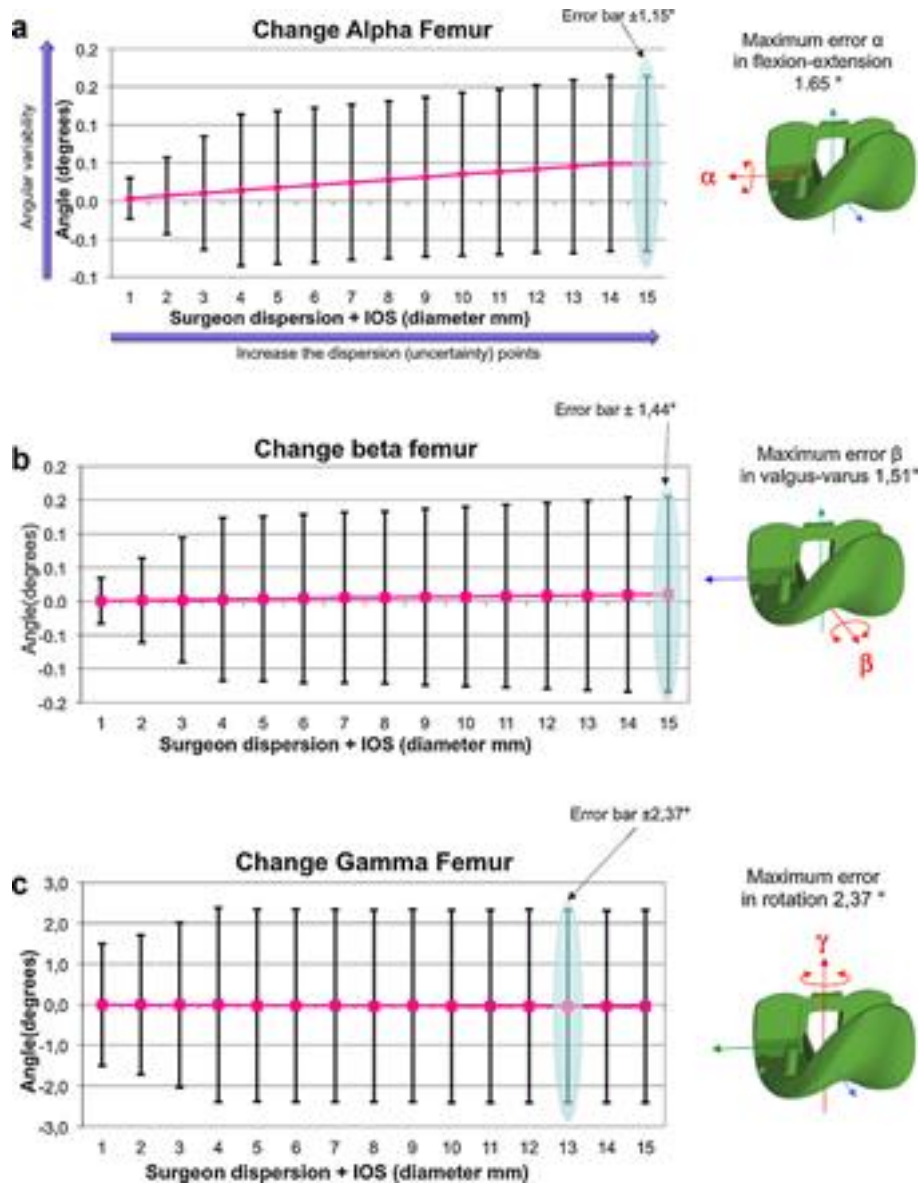 a
Change Alpha Femur
Error bar ±1,15°
Maximum error α
in flexion-extension
1.65 °
Angular variability
Angle (degrees)
0.2
0.2
0.1
0.1
0.0
-0.1
-0.1
1 2 3 4 5 6 7 8 9 10 11 12 13 14 15
Surgeon dispersion + IOS (diameter mm)
Increase the dispersion (uncertainty) points
α
b
Change beta femur
Error bar ± 1,44°
Maximum error β
in valgus-varus 1,51°
Angle(degrees)
0.2
0.2
0.1
0.1
0.0
-0.1
-0.1
-0.2
1 2 3 4 5 6 7 8 9 10 11 12 13 14 15
Surgeon dispersion + IOS (diameter mm)
β
c
Change Gamma Femur
Error bar ±2,37°
Maximum error
in rotation 2,37 °
Angle(degrees)
3,0
2,0
1,0
0,0
-1,0
-2,0
-3,0
1 2 3 4 5 6 7 8 9 10 11 12 13 14 15
Surgeon dispersion + IOS (diameter mm)
γ